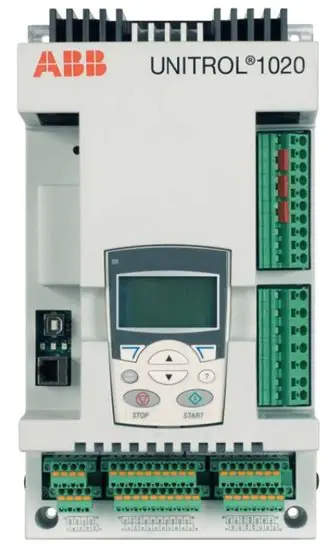 ABB
UNITROL®1020
?
STOP
START